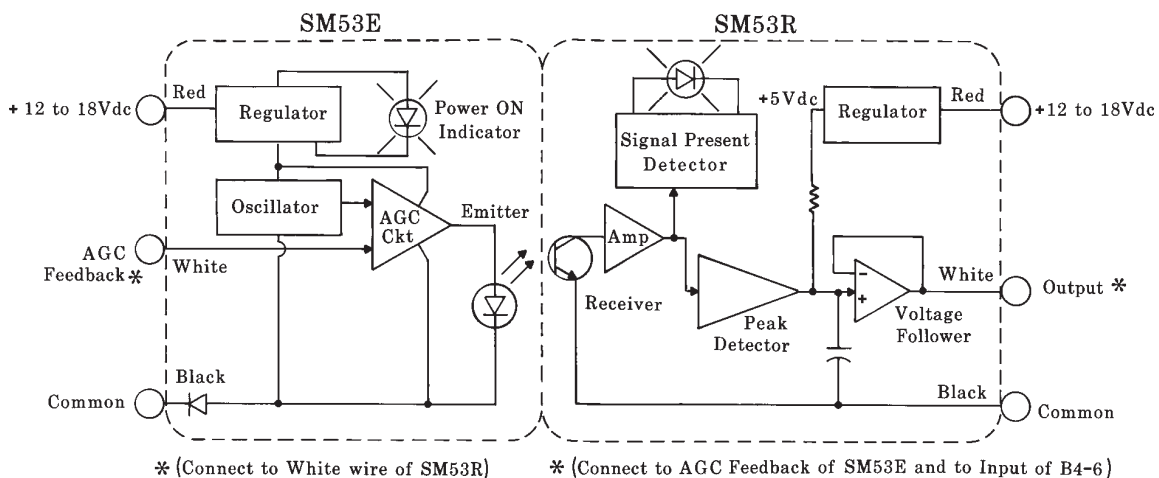 SM53E
SM53R
+ 12 to 18Vdc
Red
Regulator
Power ON
Indicator
Oscillator
AGC
Ckt
Emitter
AGC
Feedback*
White
Black
Common
* (Connect to White wire of SM53R)
Signal Present
Detector
+5Vdc
Regulator
Red
+12 to 18Vdc
Amp
Receiver
Peak
Detector
-
+
Voltage
Follower
White
Output *
Black
Common
* (Connect to AGC Feedback of SM53E and to Input of B4-6)